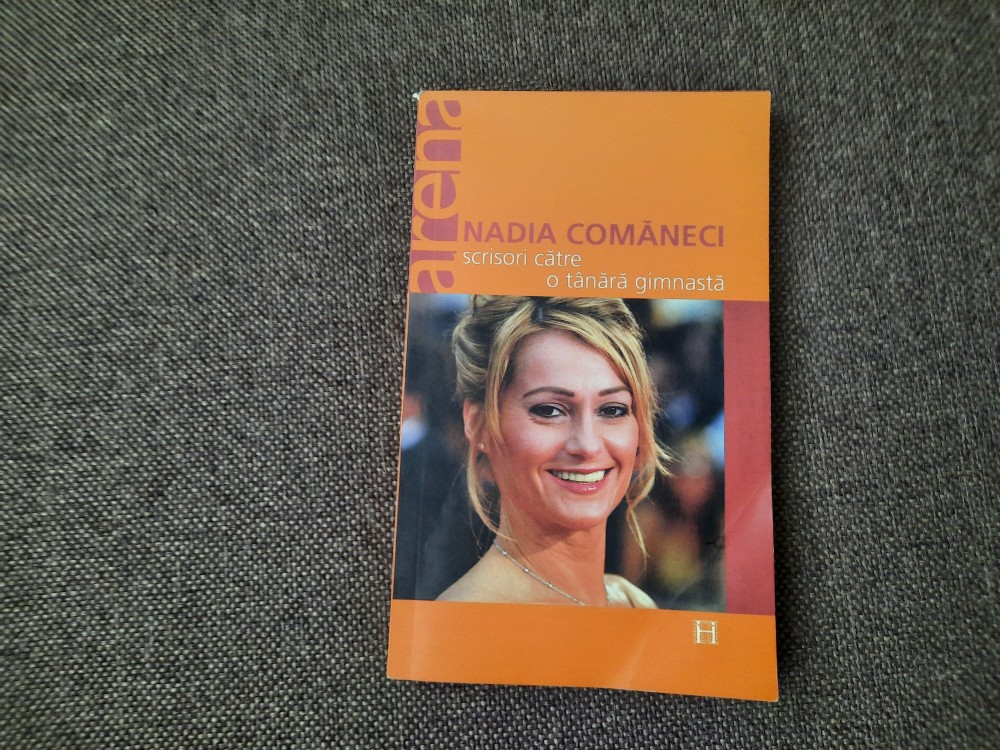 arena
NADIA COMĂNECI
scrisori către
o tânără gimnastă
H